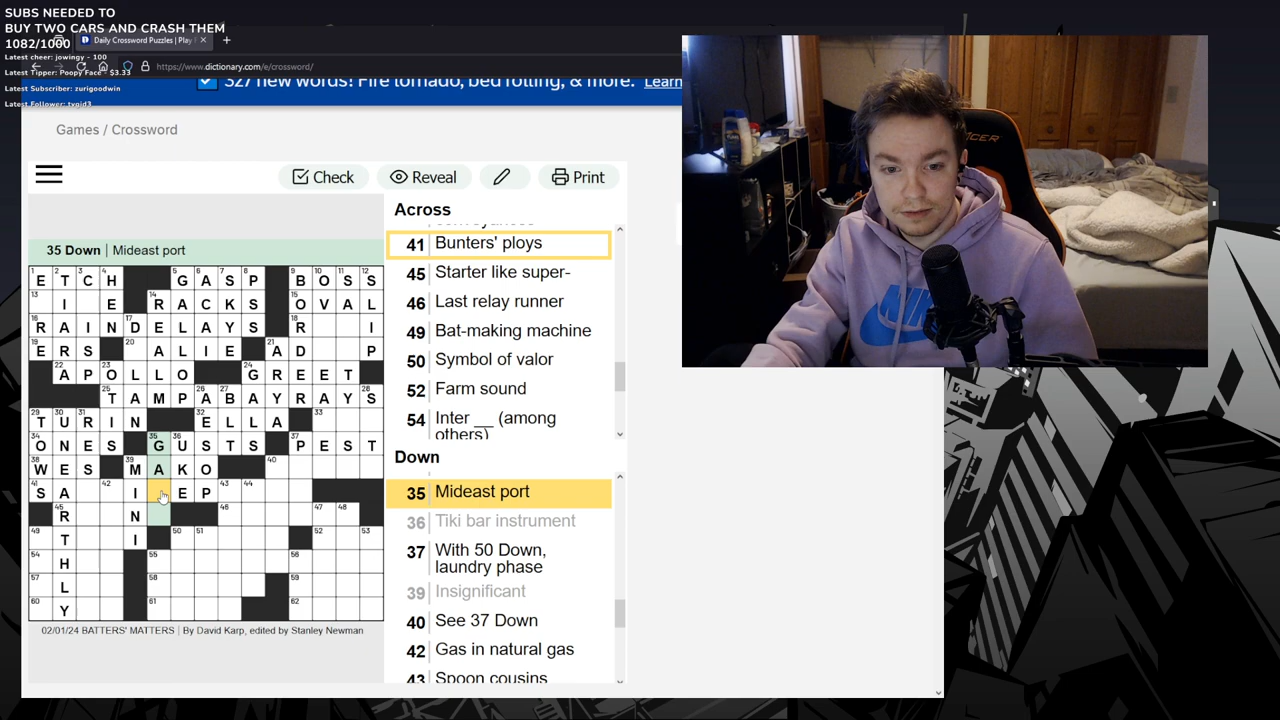 SUBS NEEDED TO
BUY TWO CARS AND CRASH THEM
1082/1000
Latest cheer: jowingy - 100
Latest Tipper: Poopy Face - $3.33
Latest Subscriber: zurigoodwin
Latest Follower: tvpid3
Daily Crossword Puzzles | Play
https://www.dictionary.com/e/crossword/
327 new words! Fire tornado, bed rolling, & more. Learn
Games / Crossword
Check
Reveal
Print
35 Down | Mideast port
Across
conveyances
41 Bunters' ploys
45 Starter like super-
46 Last relay runner
49 Bat-making machine
50 Symbol of valor
52 Farm sound
54 Inter __ (among
others)
Down
35 Mideast port
36 Tiki bar instrument
37 With 50 Down,
laundry phase
39 Insignificant
40 See 37 Down
42 Gas in natural gas
43 Spoon cousins
E T C H G A S P B O S S
I E R A C K S O V A L
R A I N D E L A Y S R I
E R S A L I E A D P
A P O L L O G R E E T
T A M P A B A Y R A Y S
T U R I N E L L A
O N E S G U S T S P E S T
W E S M A K O
S A I E P
R N
T I
H
L
Y
02/01/24 BATTERS' MATTERS | By David Karp, edited by Stanley Newman
NIKE